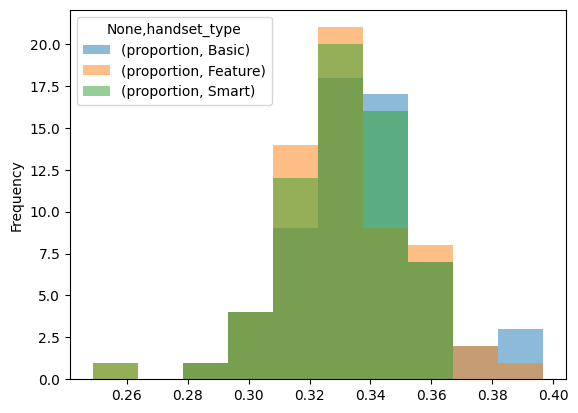 None,handset_type
(proportion, Basic)
(proportion, Feature)
(proportion, Smart)
Frequency
20.0
17.5
15.0
12.5
10.0
7.5
5.0
2.5
0.0
0.26 0.28 0.30 0.32 0.34 0.36 0.38 0.40